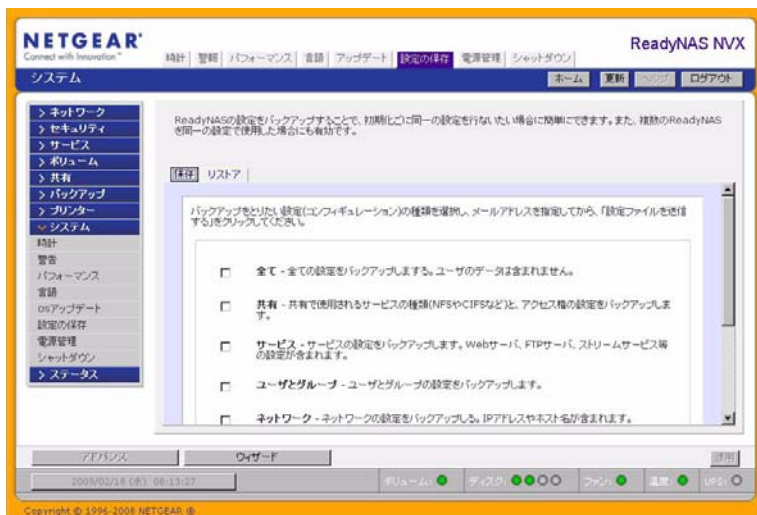 NETGEAR
Connect with Innovation™
ReadyNAS NVX
時計 警報 パフォーマンス 言語 アップデート 設定の保存 電源管理 シャットダウン
システム
ホーム 更新 ヘルプ ログアウト
> ネットワーク
> セキュリティ
> サービス
> ボリューム
> 共有
> バックアップ
> プリンター
システム
時計
警告
パフォーマンス
言語
OSアップデート
設定の保存
電源管理
シャットダウン
> ステータス
ReadyNASの設定をバックアップすることで、初期化ごに同一の設定を行ないたい場合に簡単にできます。また、複数のReadyNAS
を同一の設定で使用した場合にも有効です。
保存 リストア
バックアップをとりたい設定(コンフィギュレーション)の種類を選択し、メールアドレスを指定してから、「設定ファイルを送信
する」をクリックしてください。
全て - 全ての設定をバックアップしまする。ユーザのデータは含まれません。
共有 - 共有で使用されるサービスの種類(NFSやCIFSなど)と、アクセス権の設定をバックアップしま
す。
サービス - サービスの設定をバックアップします。Webサーバ、FTPサーバ、ストリームサービス等
の設定が含まれます。
ユーザとグループ - ユーザとグループの設定をバックアップします。
ネットワーク - ネットワークの設定をバックアップしる。IPアドレスやホスト名が含まれます。
アドバンス ウィザード 適用
2009/02/18 (水) 08:13:27
ボリューム: ディスク: ファン: 温度: UPS:
Copyright © 1996-2008 NETGEAR, ®